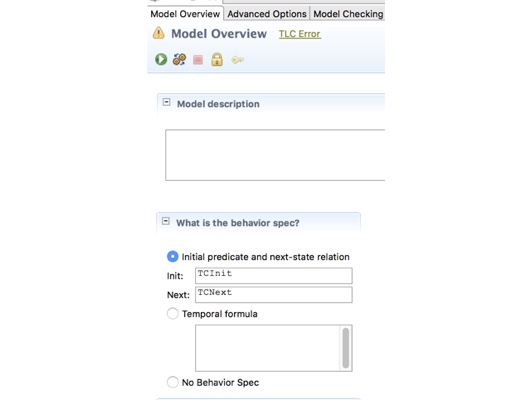 Model Overview Advanced Options Model Checking
Model Overview TLC Error
Model description
What is the behavior spec?
Initial predicate and next-state relation
Init: TCInit
Next: TCNext
Temporal formula
No Behavior Spec